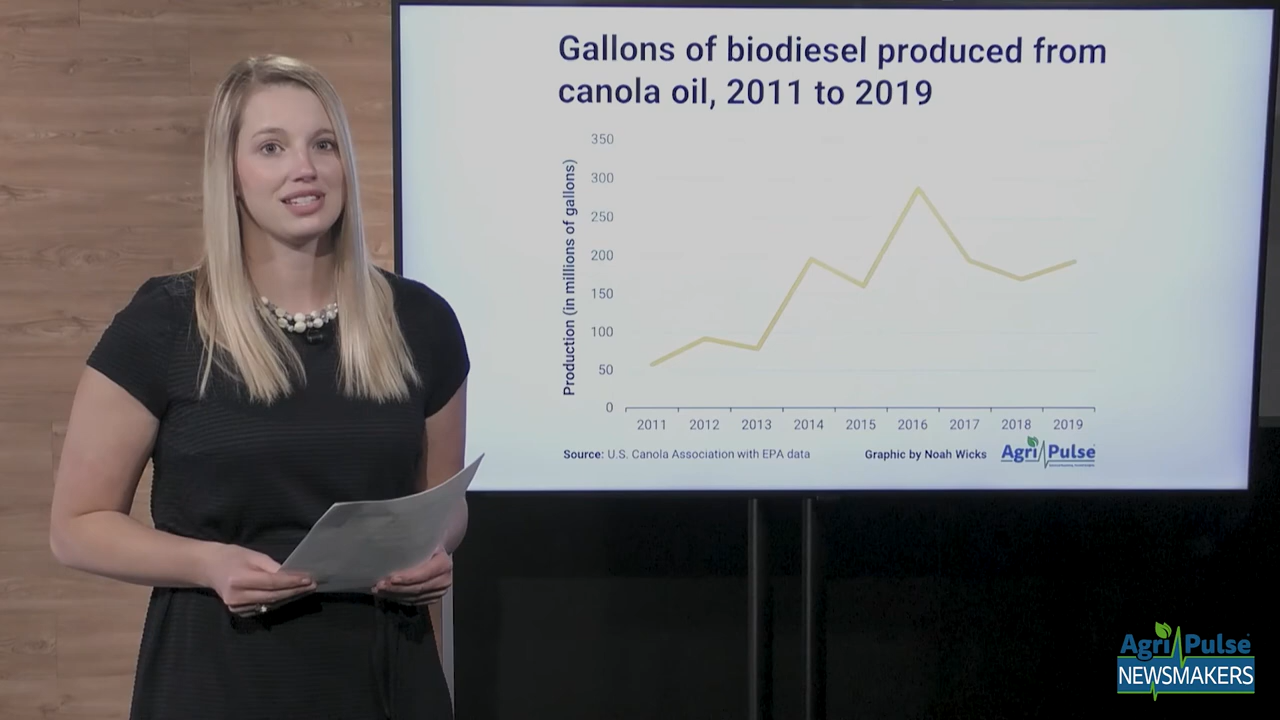 Gallons of biodiesel produced from
canola oil, 2011 to 2019
Production (in millions of gallons)
350
300
250
200
150
100
50
0
2011 2012 2013 2014 2015 2016 2017 2018 2019
Source: U.S. Canola Association with EPA data
Graphic by Noah Wicks
Agri Pulse
Agri Pulse
NEWSMAKERS